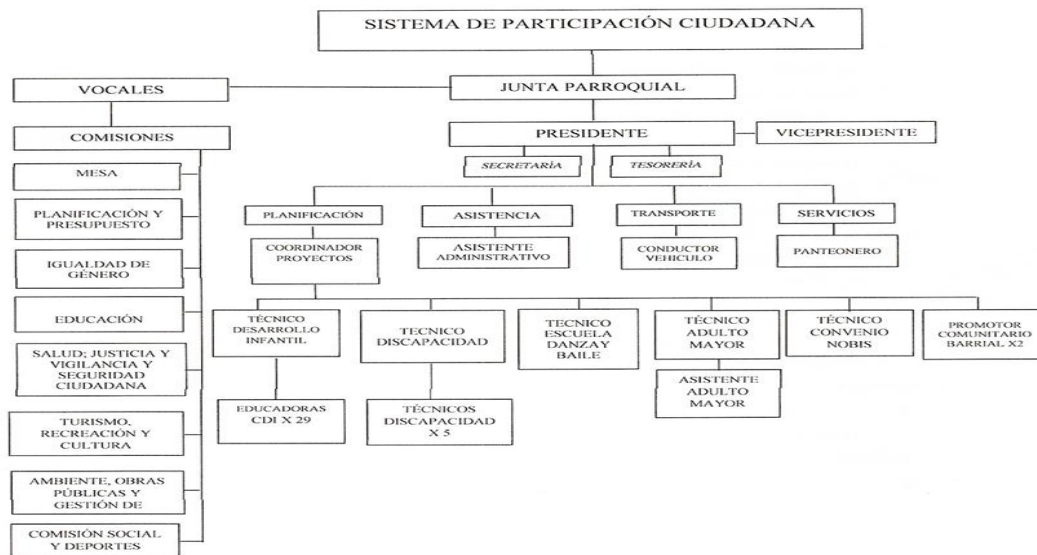 SISTEMA DE PARTICIPACIÓN CIUDADANA
VOCALES
JUNTA PARROQUIAL
COMISIONES
PRESIDENTE
VICEPRESIDENTE
SECRETARÍA
TESORERÍA
MESA
PLANIFICACIÓN Y
PRESUPUESTO
IGUALDAD DE
GÉNERO
EDUCACIÓN
SALUD; JUSTICIA Y
VIGILANCIA Y
SEGURIDAD
CIUDADANA
TURISMO,
RECREACIÓN Y
CULTURA
AMBIENTE, OBRAS
PÚBLICAS Y
GESTIÓN DE
COMISIÓN SOCIAL
Y DEPORTES
PLANIFICACIÓN
COORDINADOR
PROYECTOS
ASISTENCIA
ASISTENTE
ADMINISTRATIVO
TRANSPORTE
CONDUCTOR
VEHICULO
SERVICIOS
PANTEONERO
TÉCNICO
DESARROLLO
INFANTIL
EDUCADORAS
CDI X 29
TECNICO
DISCAPACIDAD
TÉCNICOS
DISCAPACIDAD
X 5
TECNICO
ESCUELA
DANZA Y
BAILE
TÉCNICO
ADULTO
MAYOR
ASISTENTE
ADULTO
MAYOR
TÉCNICO
CONVENIO
NOBIS
PROMOTOR
COMUNITARIO
BARRIAL X2